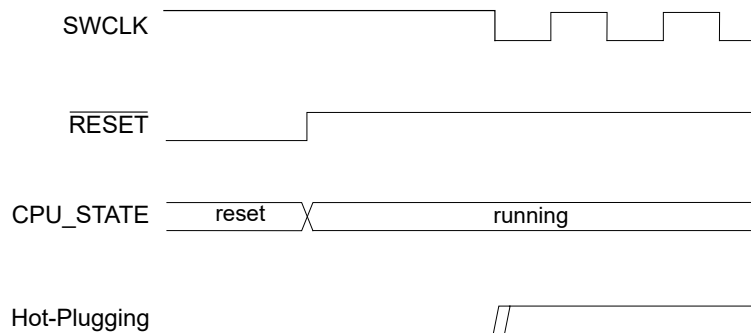 SWCLK
RESET
CPU_STATE reset running
Hot-Plugging